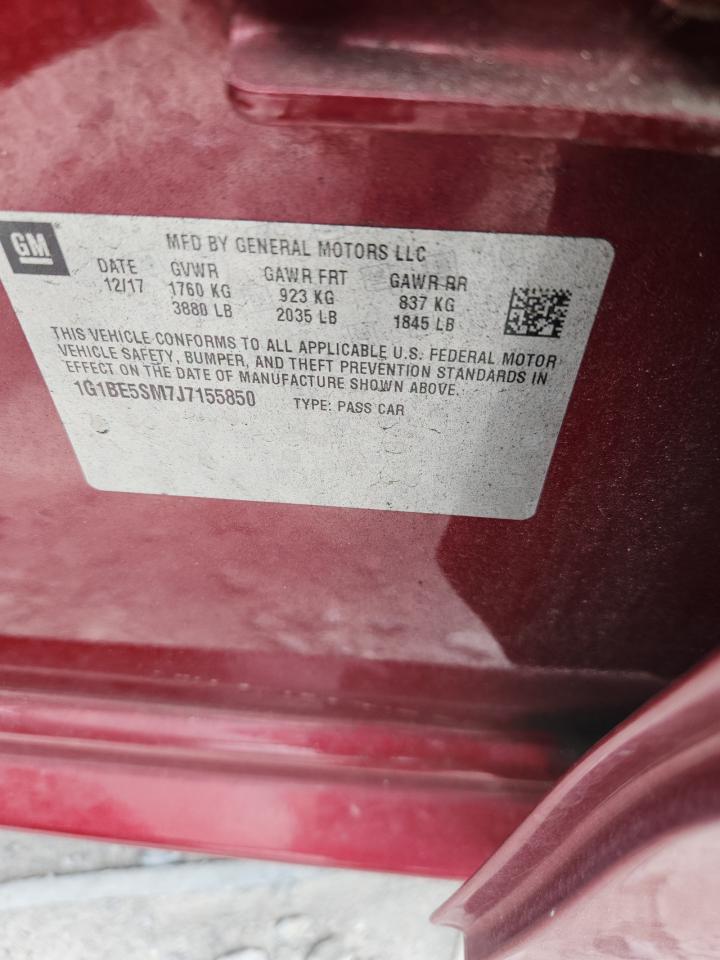 GM
MFD BY GENERAL MOTORS LLC
DATE GVWR GAWR FRT GAWR RR
12/17 1760 KG 923 KG 837 KG
3880 LB 2035 LB 1845 LB
THIS VEHICLE CONFORMS TO ALL APPLICABLE U.S. FEDERAL MOTOR
VEHICLE SAFETY, BUMPER, AND THEFT PREVENTION STANDARDS IN
EFFECT ON THE DATE OF MANUFACTURE SHOWN ABOVE.
1G1BE5SM7J7155850 TYPE: PASS CAR